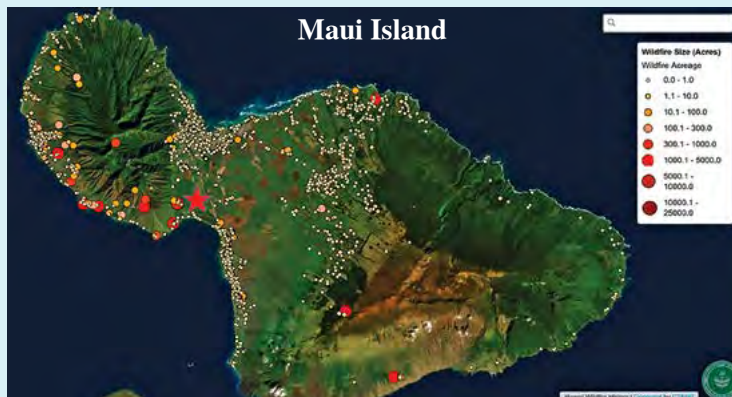 Maui Island
Wildfire Size (Acres)
Wildfire Acreage
0.0 - 1.0
1.1 - 10.0
10.1 - 100.0
100.1 - 300.0
300.1 - 1000.0
1000.1 - 5000.0
5000.1 -
10000.0
10000.1 -
25000.0
Hawaii Wildfire